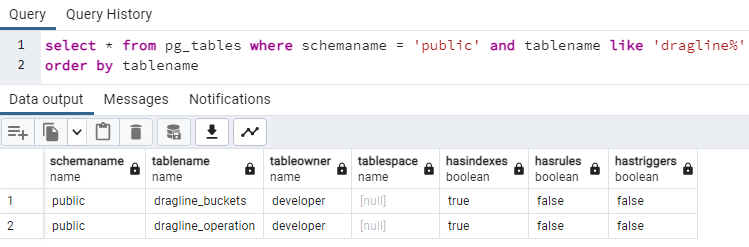 Query Query History
1 select * from pg_tables where schemaname = 'public' and tablename like 'dragline%'
2 order by tablename
Data output Messages Notifications
schemaname tablename tableowner tablespace hasindexes hasrules hastriggers
name name name name boolean boolean boolean
1 public dragline_buckets developer [null] true false false
2 public dragline_operation developer [null] true false false